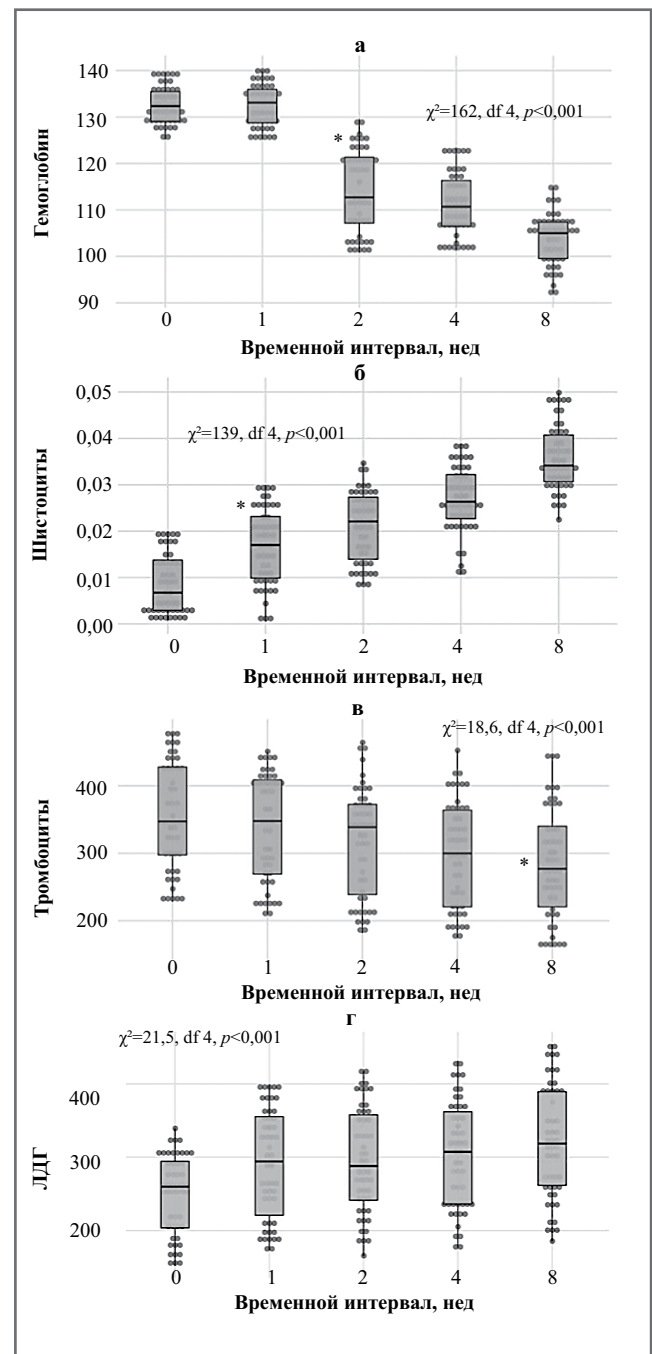 а
140
130
120
110
100
90
Гемоглобин
*
χ²=162, df 4, p<0,001
0 1 2 4 8
Временной интервал, нед
б
0,05
0,04
0,03
0,02
0,01
0,00
Шистоциты
χ²=139, df 4, p<0,001
*
0 1 2 4 8
Временной интервал, нед
в
400
300
200
Тромбоциты
χ²=18,6, df 4, p<0,001
*
0 1 2 4 8
Временной интервал, нед
г
χ²=21,5, df 4, p<0,001
400
300
200
ЛДГ
0 1 2 4 8
Временной интервал, нед